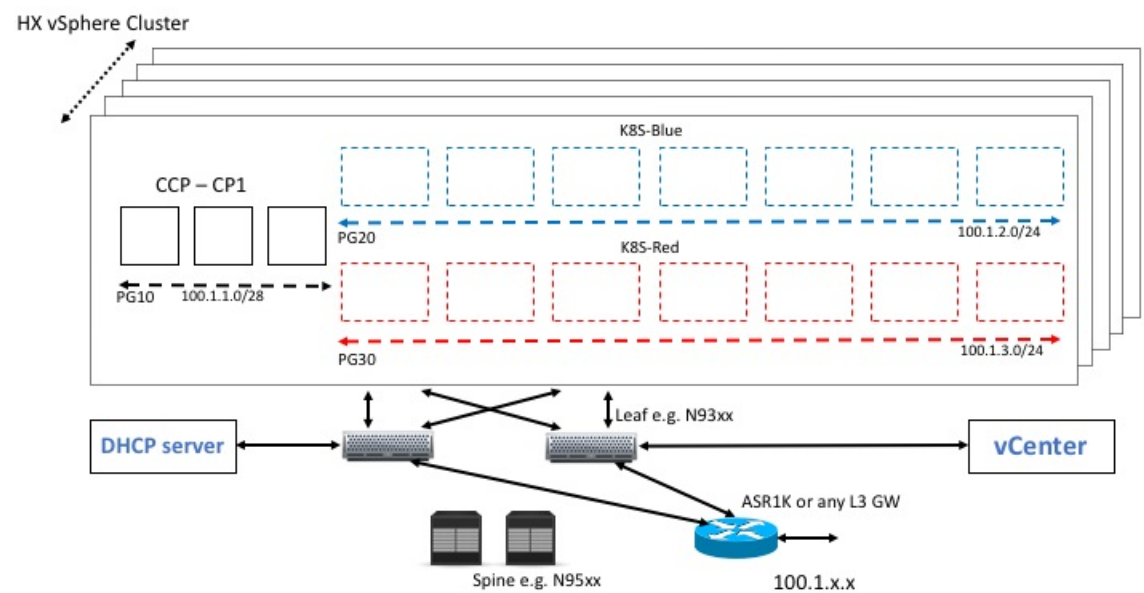 HX vSphere Cluster
K8S-Blue
CCP – CP1
PG20
100.1.2.0/24
K8S-Red
PG10
100.1.1.0/28
PG30
100.1.3.0/24
Leaf e.g. N93xx
DHCP server
vCenter
ASR1K or any L3 GW
Spine e.g. N95xx
100.1.x.x